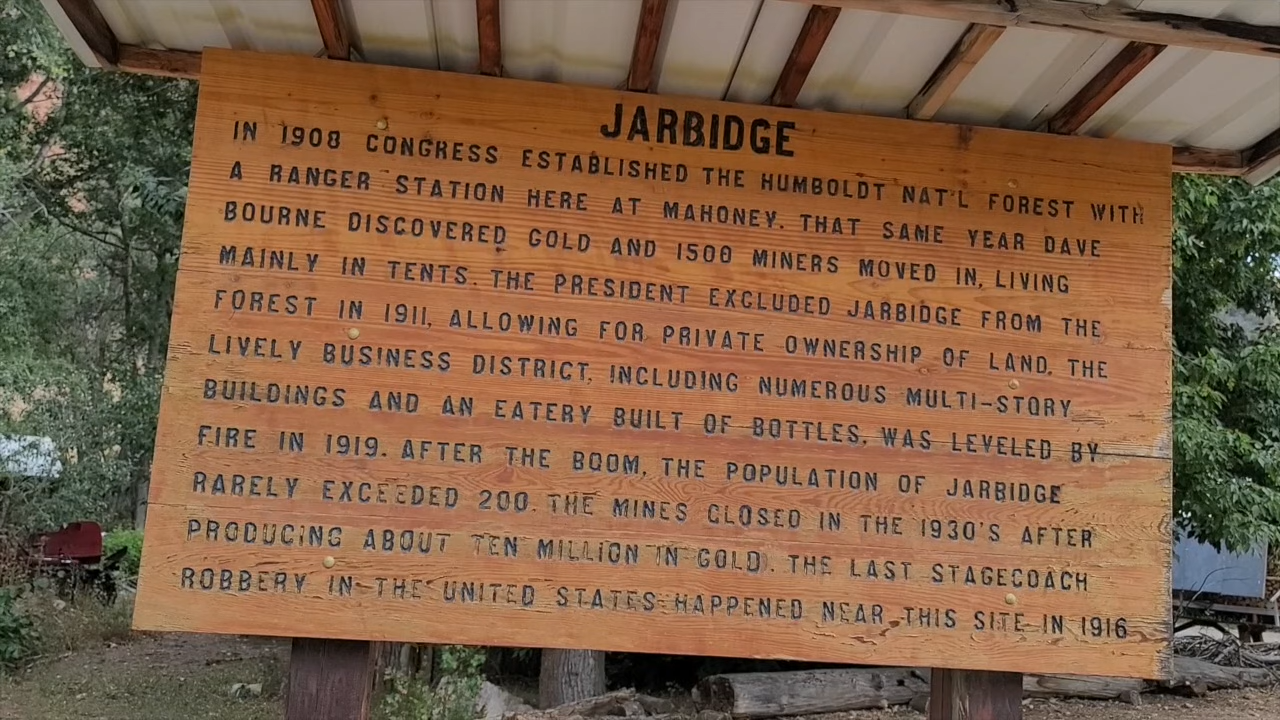 JARBIDGE
IN 1908 CONGRESS ESTABLISHED THE HUMBOLDT NAT'L FOREST WITH
A RANGER STATION HERE AT MAHONEY. THAT SAME YEAR DAVE
BOURNE DISCOVERED GOLD AND 1500 MINERS MOVED IN, LIVING
MAINLY IN TENTS. THE PRESIDENT EXCLUDED JARBIDGE FROM THE
FOREST IN 1911, ALLOWING FOR PRIVATE OWNERSHIP OF LAND. THE
LIVELY BUSINESS DISTRICT, INCLUDING NUMEROUS MULTI-STORY
BUILDINGS AND AN EATERY BUILT OF BOTTLES, WAS LEVELED BY
FIRE IN 1919. AFTER THE BOOM, THE POPULATION OF JARBIDGE
RARELY EXCEEDED 200. THE MINES CLOSED IN THE 1930'S AFTER
PRODUCING ABOUT TEN MILLION IN GOLD. THE LAST STAGECOACH
ROBBERY IN THE UNITED STATES HAPPENED NEAR THIS SITE IN 1916